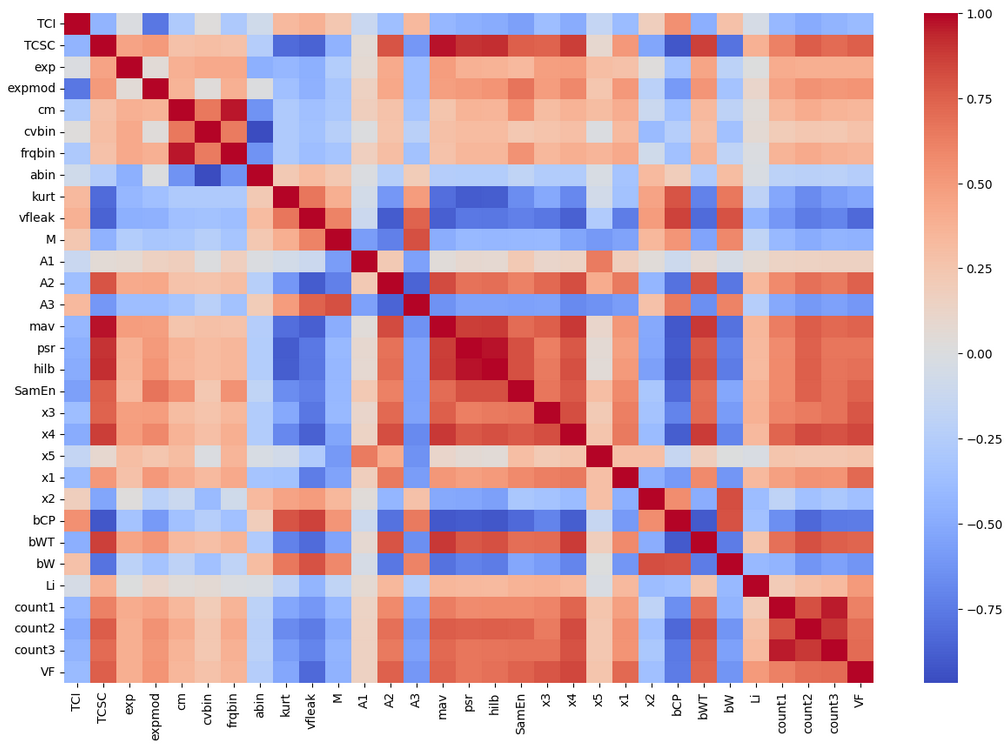 TCI
TCSC
exp
expmod
cm
cvbin
frqbin
abin
kurt
vfleak
M
A1
A2
A3
mav
psr
hilb
SamEn
x3
x4
x5
x1
x2
bCP
bWT
bW
Li
count1
count2
count3
VF
TCI
TCSC
exp
expmod
cm
cvbin
frqbin
abin
kurt
vfleak
M
A1
A2
A3
mav
psr
hilb
SamEn
x3
x4
x5
x1
x2
bCP
bWT
bW
Li
count1
count2
count3
VF
1.00
0.75
0.50
0.25
0.00
−0.25
−0.50
−0.75